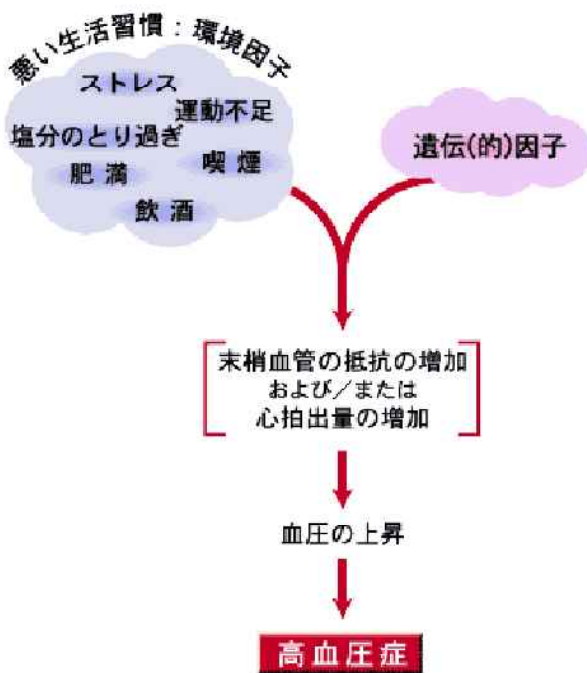 悪い生活習慣：環境因子
ストレス
運動不足
塩分のとり過ぎ
喫煙
肥満
飲酒
遺伝(的)因子
末梢血管の抵抗の増加
および／または
心拍出量の増加
血圧の上昇
高血圧症